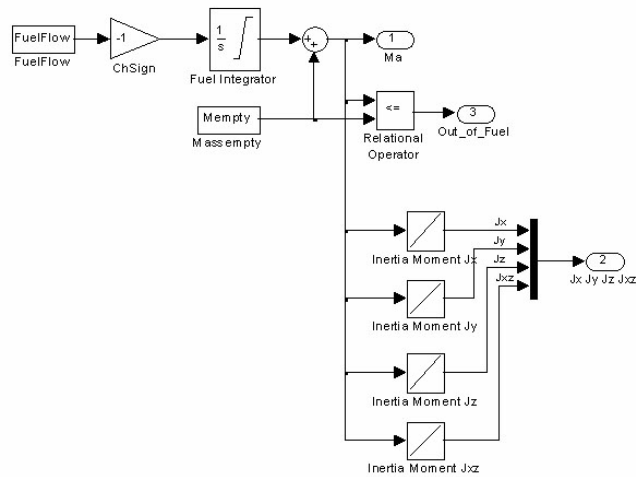 FuelFlow
FuelFlow
-1
ChSign
1
s
Fuel Integrator
+
+
1
Ma
Mempty
Massempty
<=
Relational
Operator
3
Out_of_Fuel
Inertia Moment Jx
Jx
Jy
Jz
Jxz
2
Jx Jy Jz Jxz
Inertia Moment Jy
Inertia Moment Jz
Inertia Moment Jxz